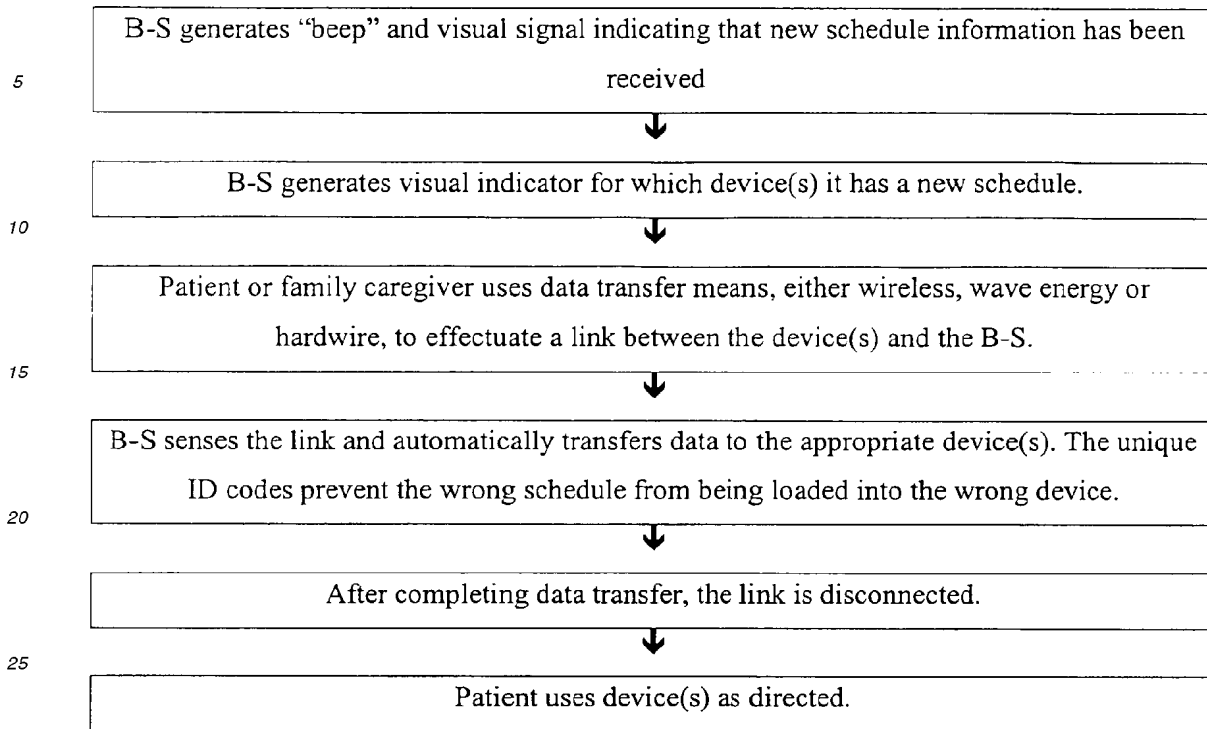 B-S generates “beep” and visual signal indicating that new schedule information has been
5
received
B-S generates visual indicator for which device(s) it has a new schedule.
10
Patient or family caregiver uses data transfer means, either wireless, wave energy or
hardwire, to effectuate a link between the device(s) and the B-S.
15
B-S senses the link and automatically transfers data to the appropriate device(s). The unique
ID codes prevent the wrong schedule from being loaded into the wrong device.
20
After completing data transfer, the link is disconnected.
25
Patient uses device(s) as directed.